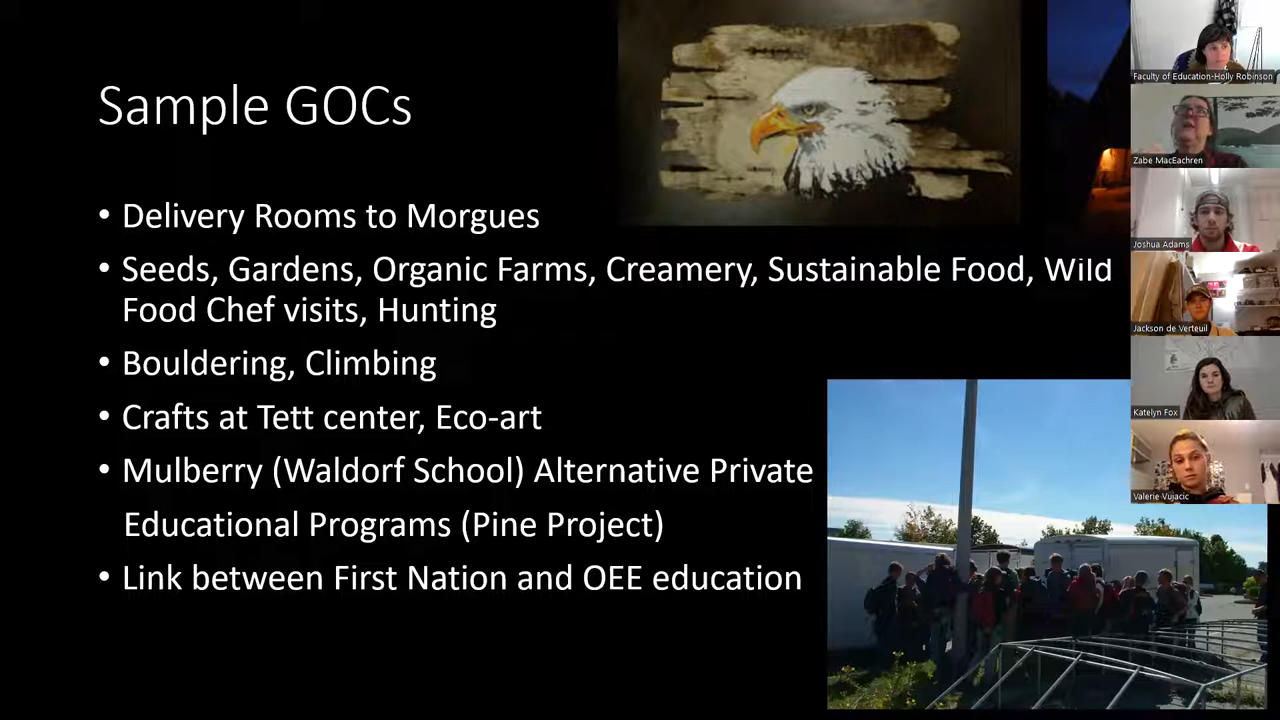 Sample GOCs
• Delivery Rooms to Morgues
• Seeds, Gardens, Organic Farms, Creamery, Sustainable Food, Wild
Food Chef visits, Hunting
• Bouldering, Climbing
• Crafts at Tett center, Eco-art
• Mulberry (Waldorf School) Alternative Private
Educational Programs (Pine Project)
• Link between First Nation and OEE education
Faculty of Education-Holly Robinson
Zabe MacEachren
Joshua Adams
Jackson de Verteuil
Katelyn Fox
Valerie Vujacic